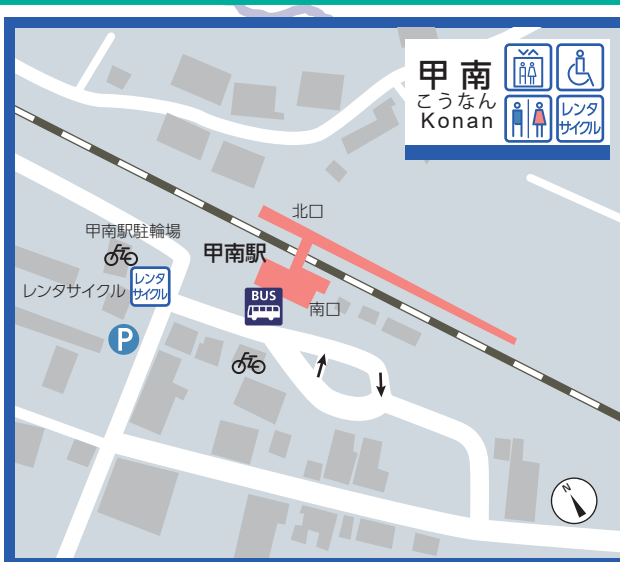 甲南
こうなん
Konan
レンタ
サイクル
北口
甲南駅駐輪場
甲南駅
レンタサイクル
レンタ
サイクル
BUS
南口
P
N